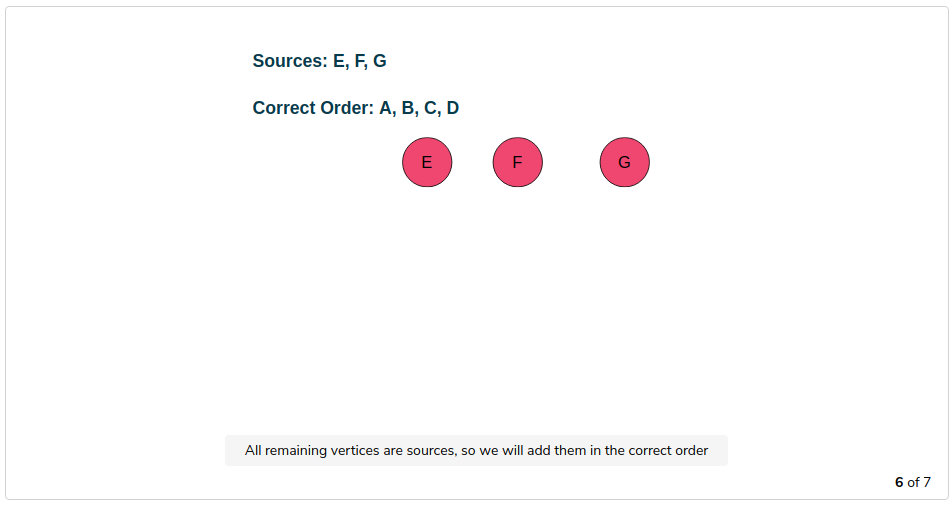 Sources: E, F, G
Correct Order: A, B, C, D
E F G
All remaining vertices are sources, so we will add them in the correct order
6 of 7